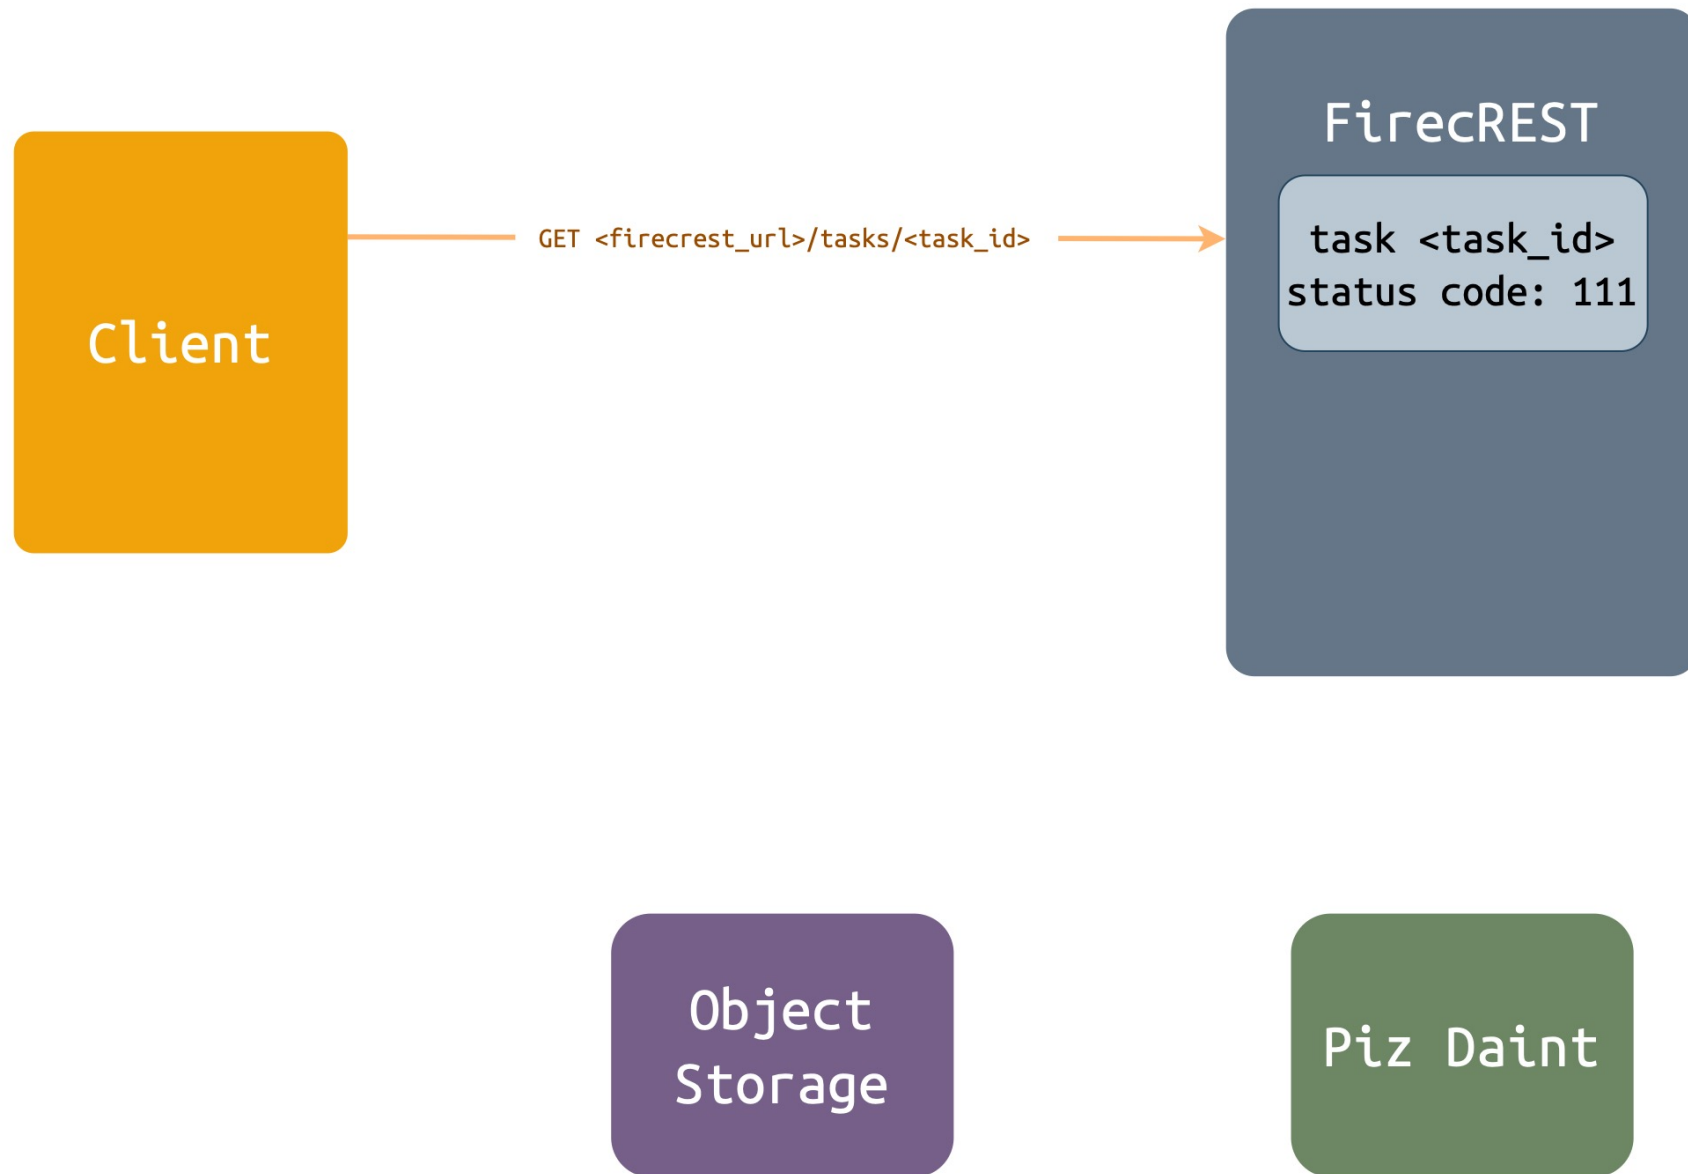 FirecREST
Client
GET <firecrest_url>/tasks/<task_id>
task <task_id>
status code: 111
Object
Storage
Piz Daint